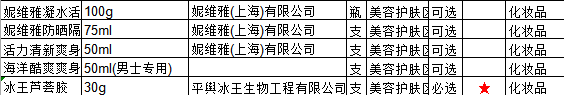 妮维雅凝水活 100g 妮维雅(上海)有限公司 瓶 美容护肤区 可选 化妆品
妮维雅防晒隔 75ml 妮维雅(上海)有限公司 支 美容护肤区 可选 化妆品
活力清新爽身 50ml 妮维雅(上海)有限公司 支 美容护肤区 可选 化妆品
海洋酷爽爽身 50ml(男士专用) 支 美容护肤区 可选 化妆品
冰王芦荟胶 30g 平舆冰王生物工程有限公司 支 美容护肤区 必选 ★ 化妆品